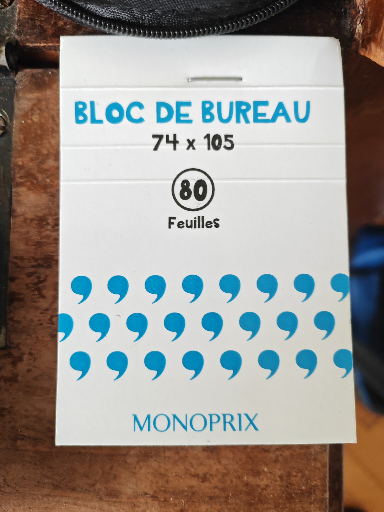 BLOC DE BUREAU
74 x 105
80
Feuilles
MONOPRIX